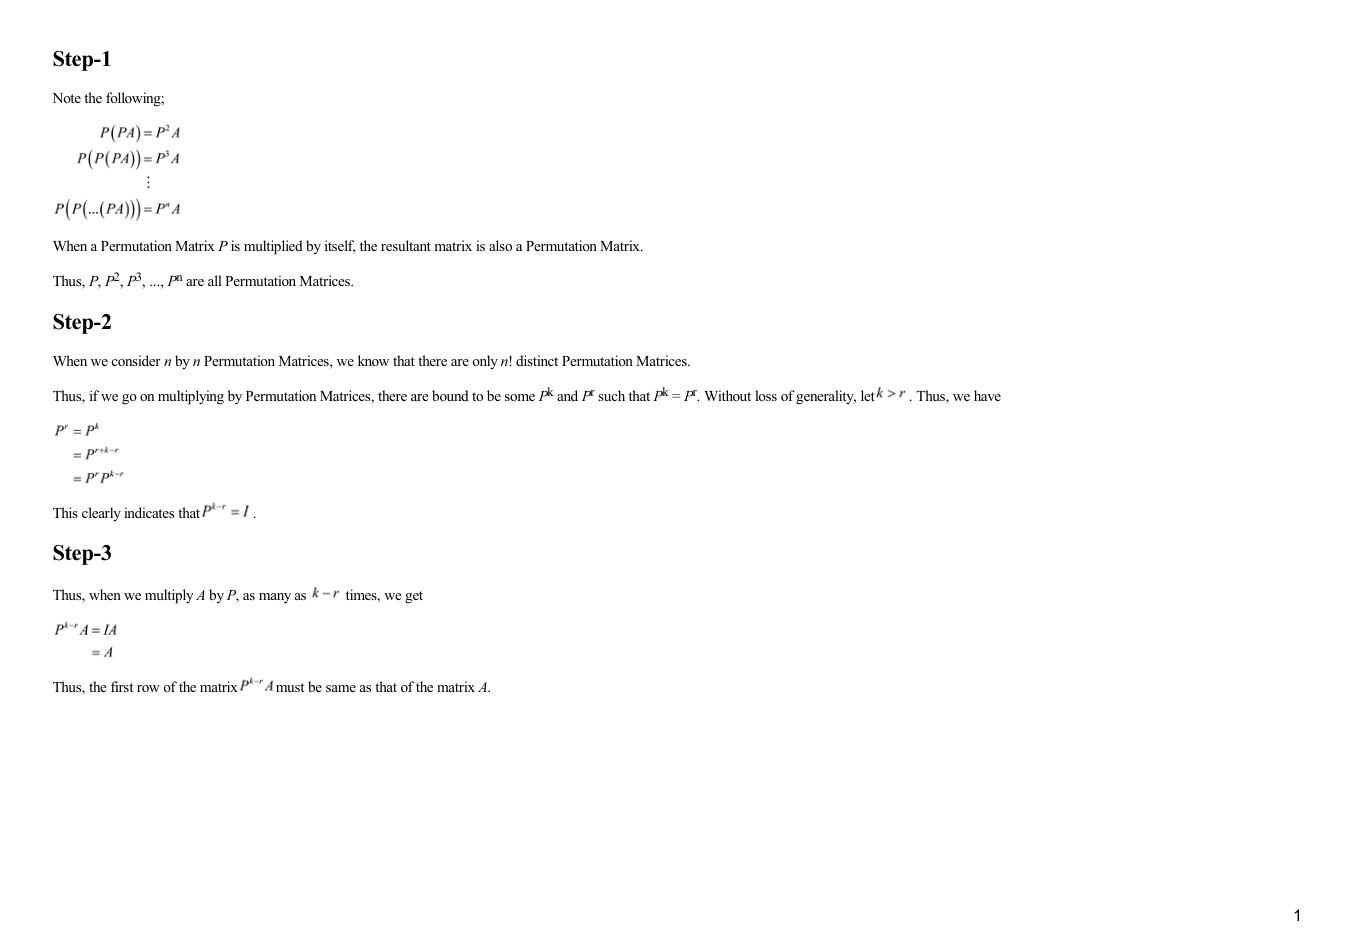 Step-1
Note the following;
P(PA) = P²A
P(P(PA)) = P³A
⋮
P(P(...(PA))) = PⁿA
When a Permutation Matrix P is multiplied by itself, the resultant matrix is also a Permutation Matrix.
Thus, P, P², P³, ..., Pⁿ are all Permutation Matrices.
Step-2
When we consider n by n Permutation Matrices, we know that there are only n! distinct Permutation Matrices.
Thus, if we go on multiplying by Permutation Matrices, there are bound to be some Pᵏ and Pʳ such that Pᵏ = Pʳ. Without loss of generality, let k > r . Thus, we have
Pʳ = Pᵏ
= Pʳ⁺ᵏ⁻ʳ
= PʳPᵏ⁻ʳ
This clearly indicates that Pᵏ⁻ʳ = I .
Step-3
Thus, when we multiply A by P, as many as k − r times, we get
Pᵏ⁻ʳA = IA
= A
Thus, the first row of the matrix Pᵏ⁻ʳA must be same as that of the matrix A.
1